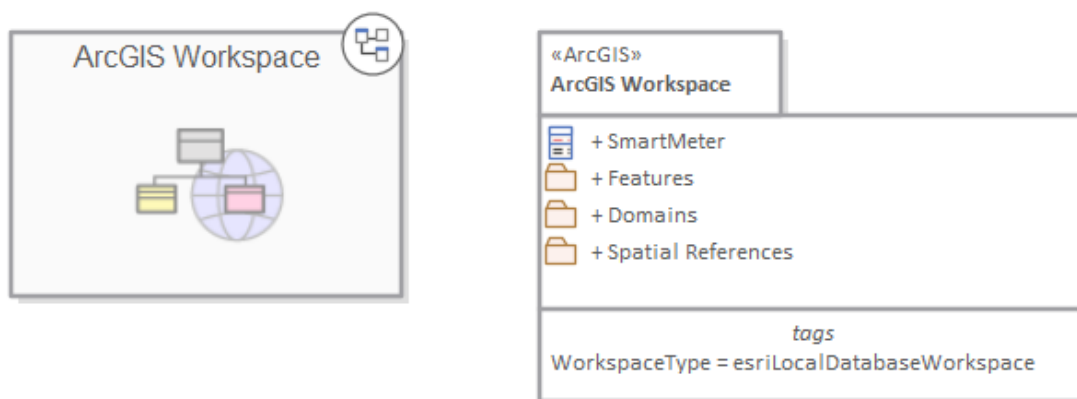 ArcGIS Workspace
«ArcGIS»
ArcGIS Workspace
+ SmartMeter
+ Features
+ Domains
+ Spatial References
tags
WorkspaceType = esriLocalDatabaseWorkspace